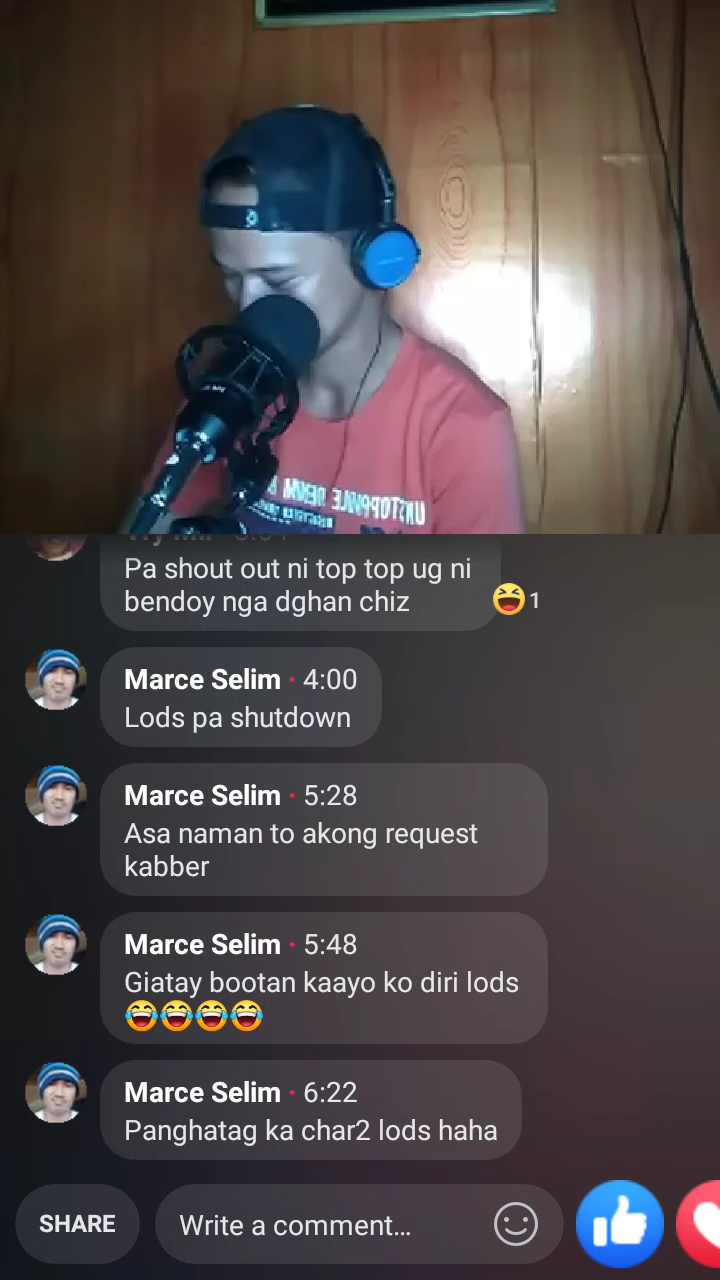 UNSTOPPABLE DENIM
Pa shout out ni top top ug ni
bendoy nga dghan chiz
1
Marce Selim · 4:00
Lods pa shutdown
Marce Selim · 5:28
Asa naman to akong request
kabber
Marce Selim · 5:48
Giatay bootan kaayo ko diri lods
😂😂😂😂
Marce Selim · 6:22
Panghatag ka char2 lods haha
SHARE
Write a comment...